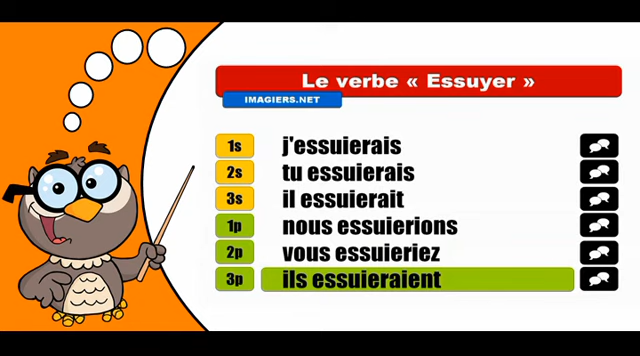 Le verbe « Essuyer »
IMAGIERS.NET
1s j'essuierais
2s tu essuierais
3s il essuierait
1p nous essuierions
2p vous essuieriez
3p ils essuieraient